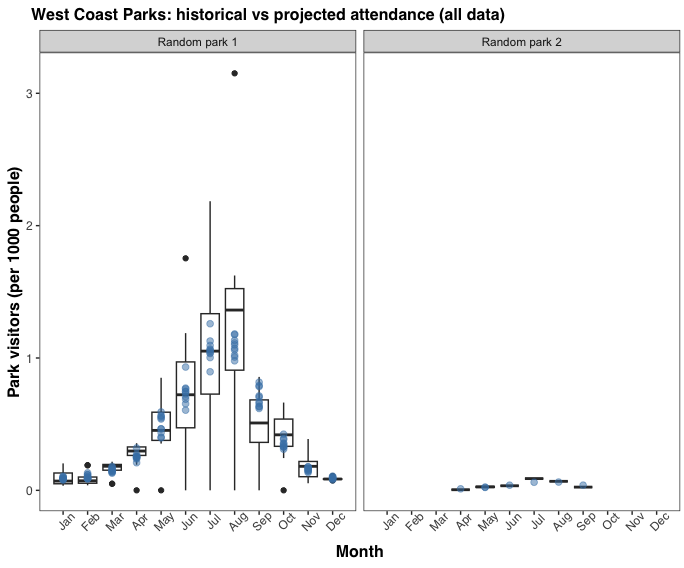 West Coast Parks: historical vs projected attendance (all data)
Random park 1
Random park 2
Park visitors (per 1000 people)
3
2
1
0
Jan Feb Mar Apr May Jun Jul Aug Sep Oct Nov Dec
Jan Feb Mar Apr May Jun Jul Aug Sep Oct Nov Dec
Month